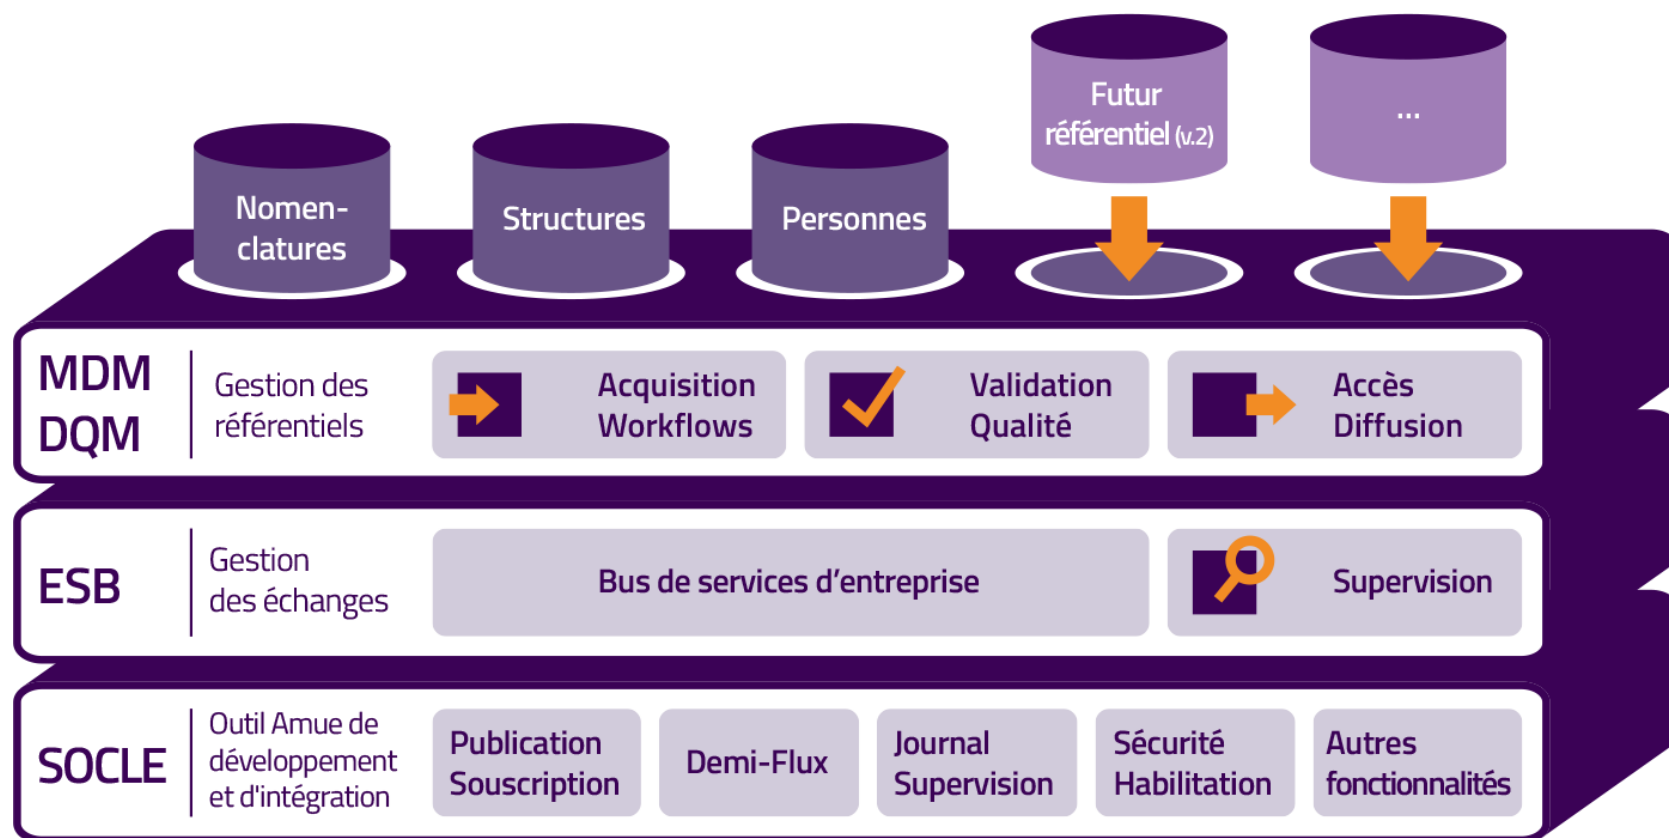 Nomen-
clatures
Structures
Personnes
Futur
référentiel (v.2)
...
MDM
DQM
Gestion des
référentiels
Acquisition
Workflows
Validation
Qualité
Accès
Diffusion
ESB
Gestion
des échanges
Bus de services d'entreprise
Supervision
SOCLE
Outil Amue de
développement
et d'intégration
Publication
Souscription
Demi-Flux
Journal
Supervision
Sécurité
Habilitation
Autres
fonctionnalités